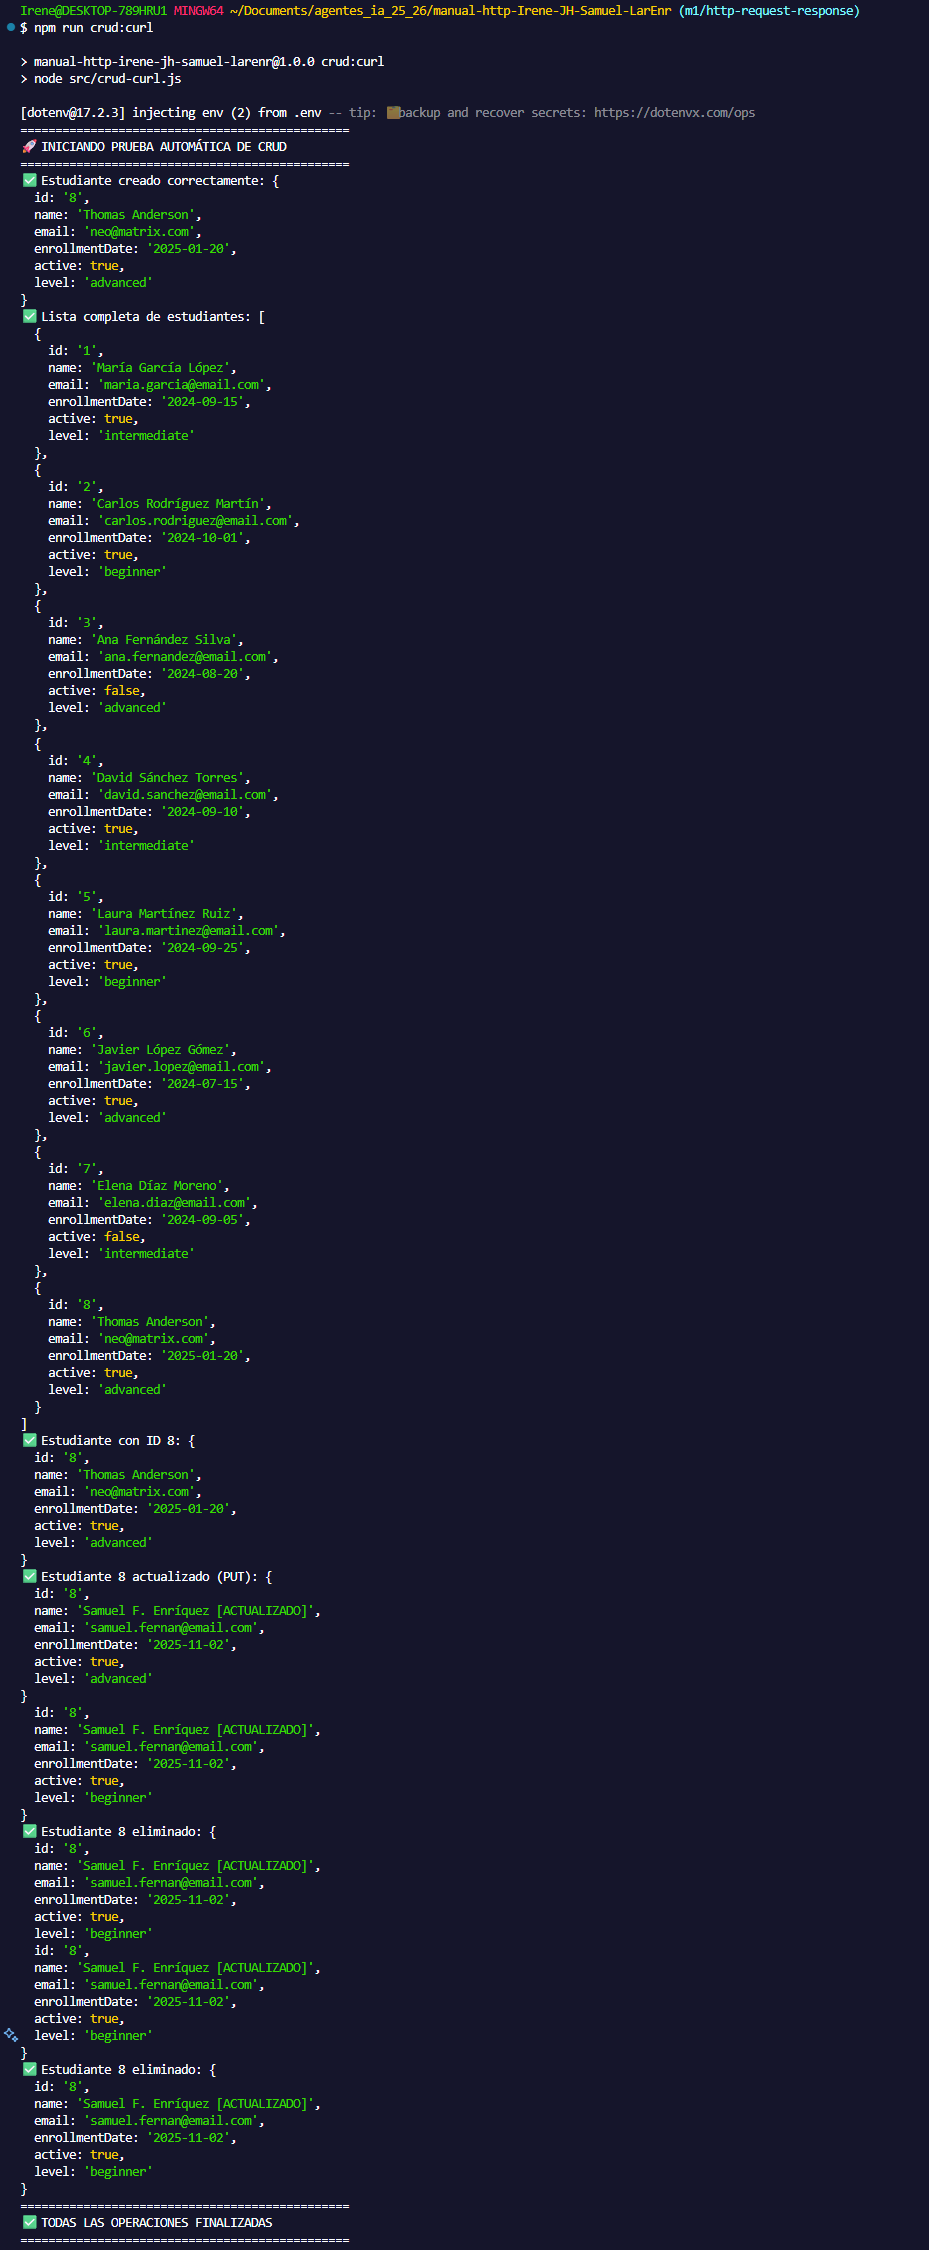 Irene@DESKTOP-789HRU1 MINGW64 ~/Documents/agentes_ia_25_26/manual-http-Irene-JH-Samuel-LarEnr (m1/http-request-response)
$ npm run crud:curl
> manual-http-irene-jh-samuel-larenr@1.0.0 crud:curl
> node src/crud-curl.js
[dotenv@17.2.3] injecting env (2) from .env -- tip: backup and recover secrets: https://dotenvx.com/ops
===============================================
🚀 INICIANDO PRUEBA AUTOMÁTICA DE CRUD
===============================================
✅ Estudiante creado correctamente: {
  id: '8',
  name: 'Thomas Anderson',
  email: 'neo@matrix.com',
  enrollmentDate: '2025-01-20',
  active: true,
  level: 'advanced'
}
✅ Lista completa de estudiantes: [
  {
    id: '1',
    name: 'María García López',
    email: 'maria.garcia@email.com',
    enrollmentDate: '2024-09-15',
    active: true,
    level: 'intermediate'
  },
  {
    id: '2',
    name: 'Carlos Rodríguez Martín',
    email: 'carlos.rodriguez@email.com',
    enrollmentDate: '2024-10-01',
    active: true,
    level: 'beginner'
  },
  {
    id: '3',
    name: 'Ana Fernández Silva',
    email: 'ana.fernandez@email.com',
    enrollmentDate: '2024-08-20',
    active: false,
    level: 'advanced'
  },
  {
    id: '4',
    name: 'David Sánchez Torres',
    email: 'david.sanchez@email.com',
    enrollmentDate: '2024-09-10',
    active: true,
    level: 'intermediate'
  },
  {
    id: '5',
    name: 'Laura Martínez Ruiz',
    email: 'laura.martinez@email.com',
    enrollmentDate: '2024-09-25',
    active: true,
    level: 'beginner'
  },
  {
    id: '6',
    name: 'Javier López Gómez',
    email: 'javier.lopez@email.com',
    enrollmentDate: '2024-07-15',
    active: true,
    level: 'advanced'
  },
  {
    id: '7',
    name: 'Elena Díaz Moreno',
    email: 'elena.diaz@email.com',
    enrollmentDate: '2024-09-05',
    active: false,
    level: 'intermediate'
  },
  {
    id: '8',
    name: 'Thomas Anderson',
    email: 'neo@matrix.com',
    enrollmentDate: '2025-01-20',
    active: true,
    level: 'advanced'
  }
]
✅ Estudiante con ID 8: {
  id: '8',
  name: 'Thomas Anderson',
  email: 'neo@matrix.com',
  enrollmentDate: '2025-01-20',
  active: true,
  level: 'advanced'
}
✅ Estudiante 8 actualizado (PUT): {
  id: '8',
  name: 'Samuel F. Enríquez [ACTUALIZADO]',
  email: 'samuel.fernan@email.com',
  enrollmentDate: '2025-11-02',
  active: true,
  level: 'advanced'
}
  id: '8',
  name: 'Samuel F. Enríquez [ACTUALIZADO]',
  email: 'samuel.fernan@email.com',
  enrollmentDate: '2025-11-02',
  active: true,
  level: 'beginner'
}
✅ Estudiante 8 eliminado: {
  id: '8',
  name: 'Samuel F. Enríquez [ACTUALIZADO]',
  email: 'samuel.fernan@email.com',
  enrollmentDate: '2025-11-02',
  active: true,
  level: 'beginner'
  id: '8',
  name: 'Samuel F. Enríquez [ACTUALIZADO]',
  email: 'samuel.fernan@email.com',
  enrollmentDate: '2025-11-02',
  active: true,
  level: 'beginner'
}
✅ Estudiante 8 eliminado: {
  id: '8',
  name: 'Samuel F. Enríquez [ACTUALIZADO]',
  email: 'samuel.fernan@email.com',
  enrollmentDate: '2025-11-02',
  active: true,
  level: 'beginner'
}
===============================================
✅ TODAS LAS OPERACIONES FINALIZADAS
===============================================